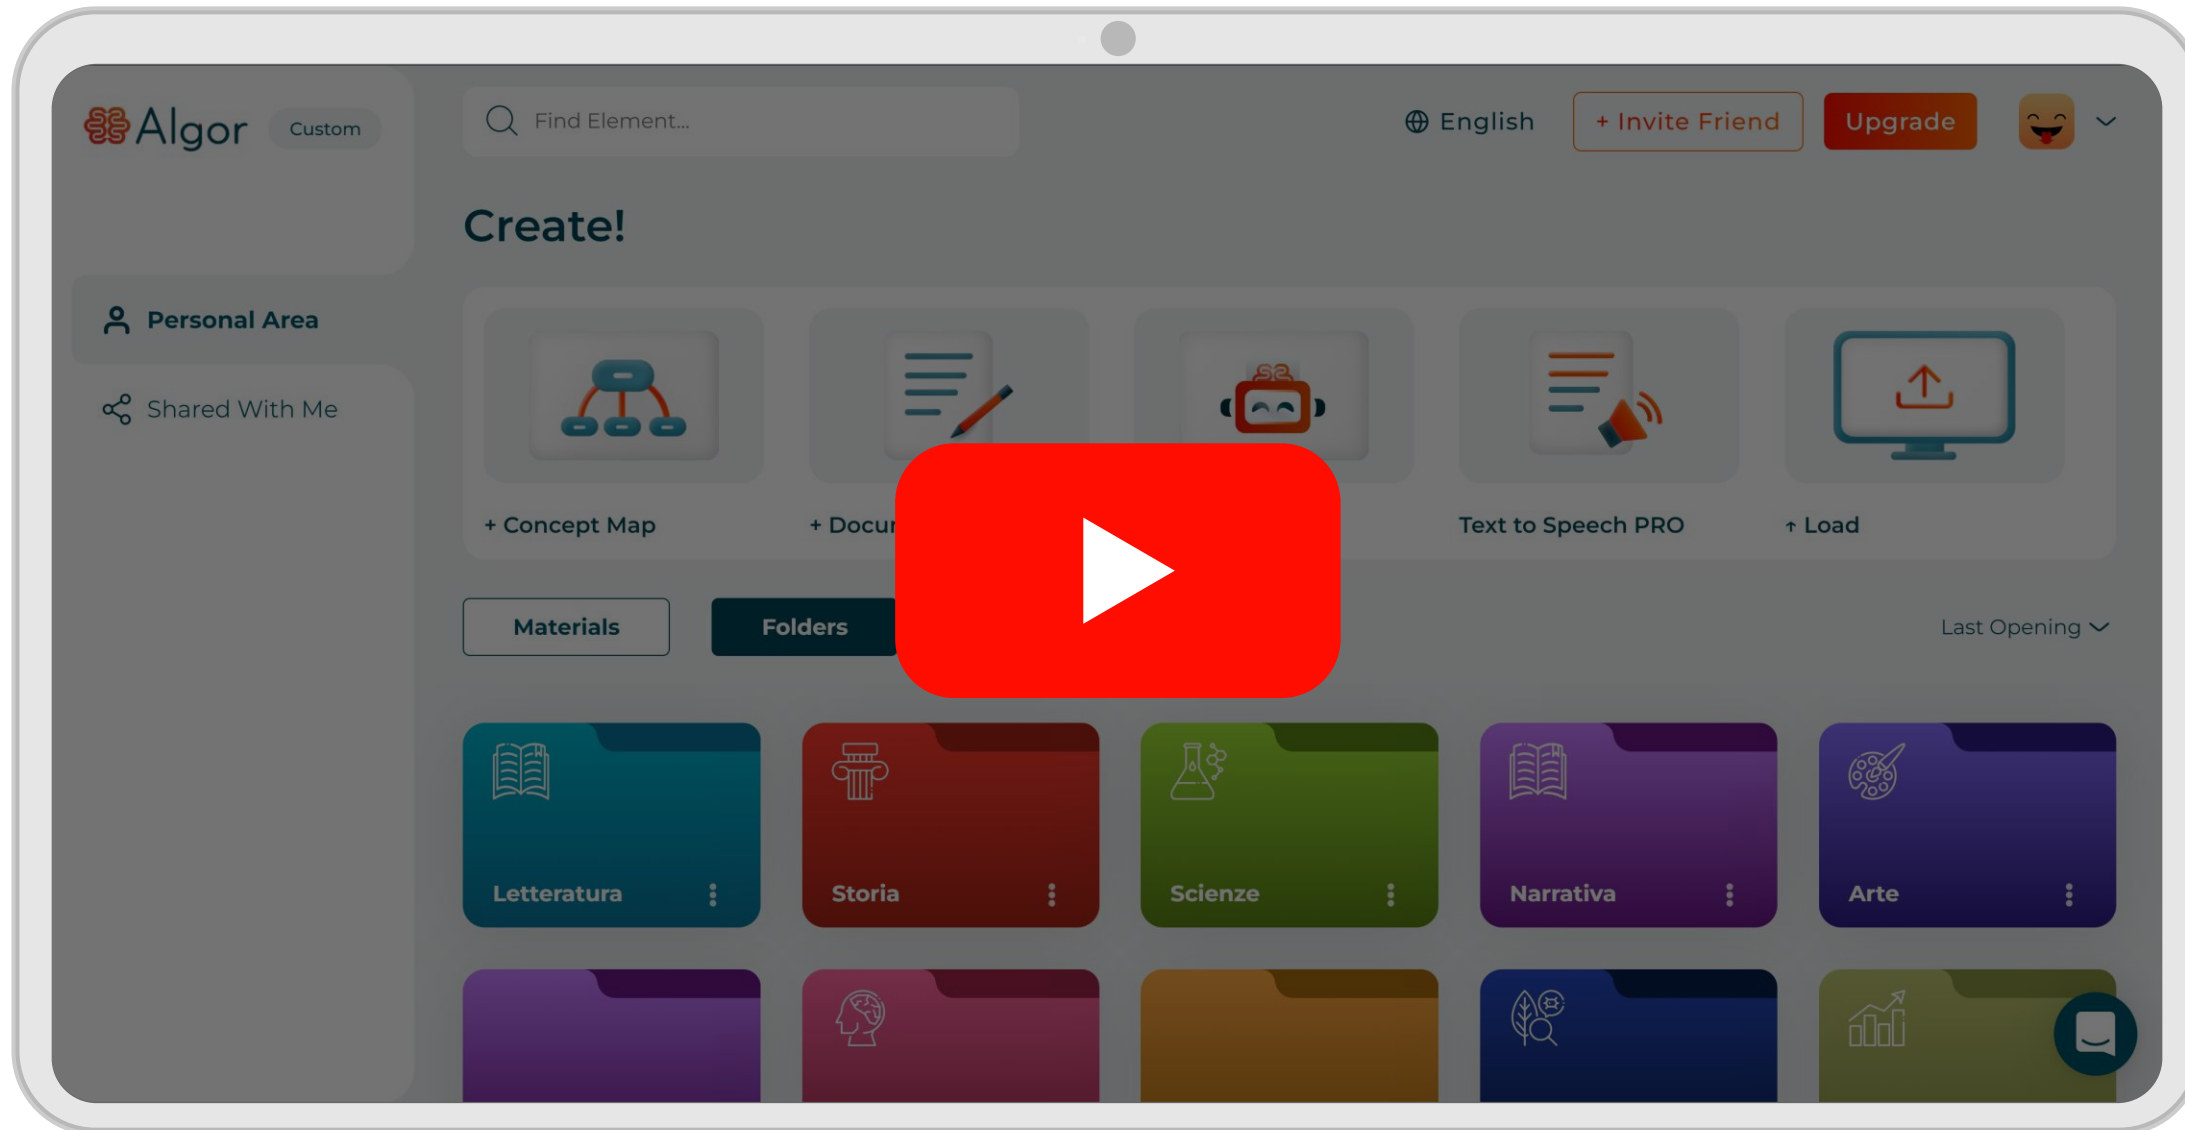 Algor
Custom
Find Element...
English
+ Invite Friend
Upgrade
Create!
Personal Area
Shared With Me
+ Concept Map
+ Docu
Text to Speech PRO
↑ Load
Materials
Folders
Last Opening
Letteratura
Storia
Scienze
Narrativa
Arte